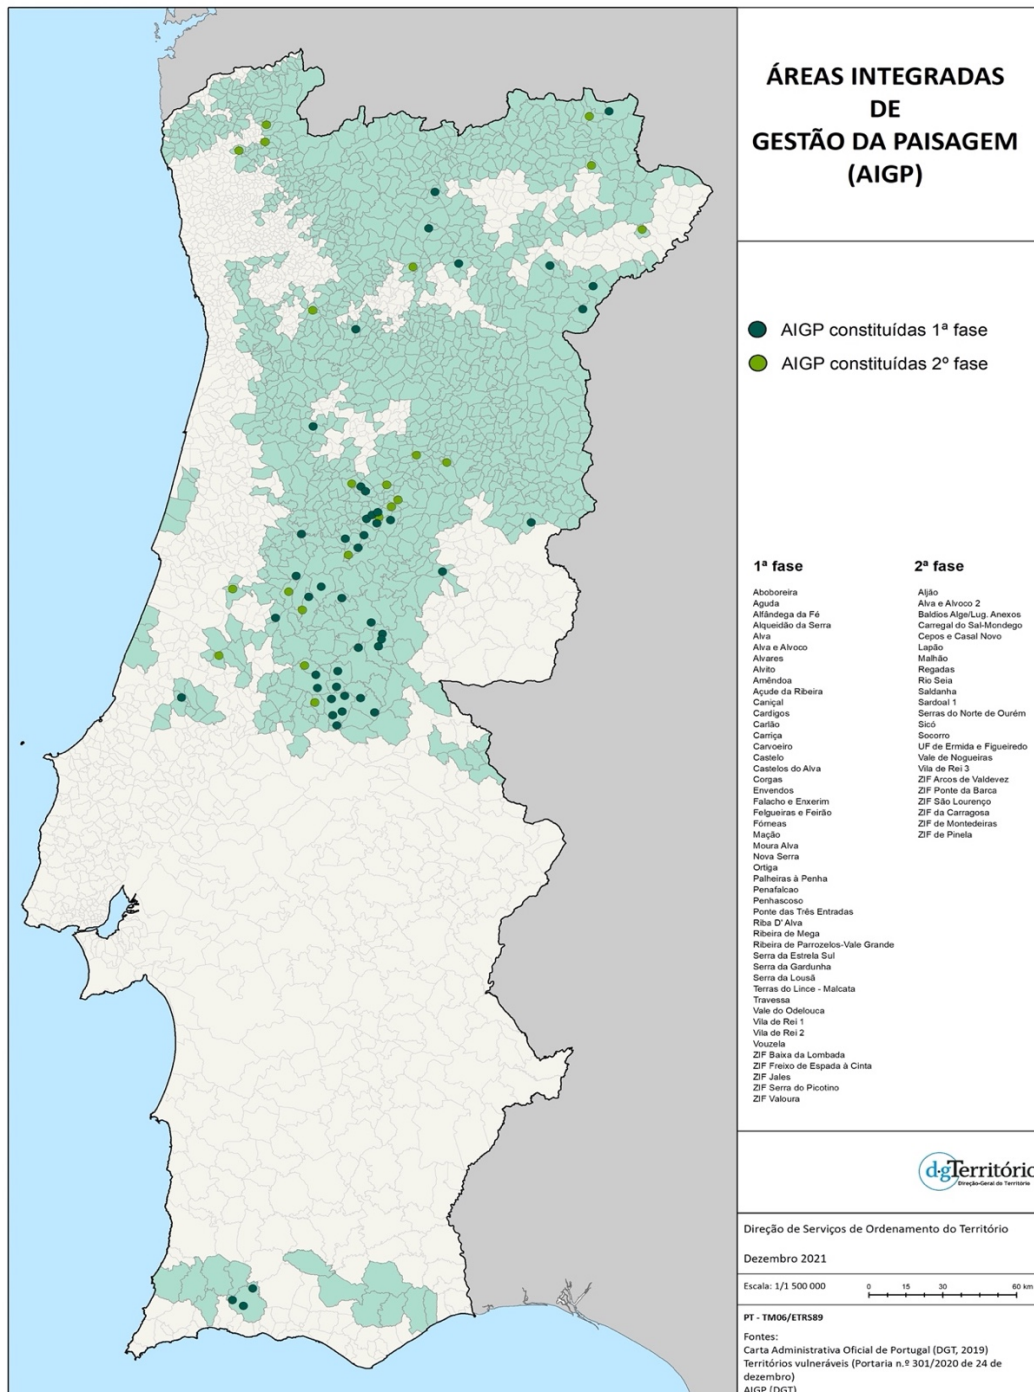 ÁREAS INTEGRADAS
DE
GESTÃO DA PAISAGEM
(AIGP)
AIGP constituídas 1ª fase
AIGP constituídas 2º fase
1ª fase
Aboboreira
Aguda
Alfândega da Fé
Alqueidão da Serra
Alva
Alva e Alvoco
Alvares
Alvito
Amêndoa
Açude da Ribeira
Caniçal
Cardigos
Carlão
Carriça
Carvoeiro
Castelo
Castelos do Alva
Corgas
Envendos
Falacho e Enxerim
Felgueiras e Feirão
Fórneas
Mação
Moura Alva
Nova Serra
Ortiga
Palheiras à Penha
Penafalcao
Penhascoso
Ponte das Três Entradas
Riba D' Alva
Ribeira de Mega
Ribeira de Parrozelos-Vale Grande
Serra da Estrela Sul
Serra da Gardunha
Serra da Lousã
Terras do Lince - Malcata
Travessa
Vale do Odelouca
Vila de Rei 1
Vila de Rei 2
Vouzela
ZIF Baixa da Lombada
ZIF Freixo de Espada à Cinta
ZIF Jales
ZIF Serra do Picotino
ZIF Valoura
2ª fase
Aljão
Alva e Alvoco 2
Baldios Alge/Lug. Anexos
Carregal do Sal-Mondego
Cepos e Casal Novo
Lapão
Malhão
Regadas
Rio Seia
Saldanha
Sardoal 1
Serras do Norte de Ourém
Sicó
Socorro
UF de Ermida e Figueiredo
Vale de Nogueiras
Vila de Rei 3
ZIF Arcos de Valdevez
ZIF Ponte da Barca
ZIF São Lourenço
ZIF da Carragosa
ZIF de Montedeiras
ZIF de Pinela
dgTerritório
Direção-Geral do Território
Direção de Serviços de Ordenamento do Território
Dezembro 2021
Escala: 1/1 500 000
0 15 30 60 km
PT - TM06/ETRS89
Fontes:
Carta Administrativa Oficial de Portugal (DGT, 2019)
Territórios vulneráveis (Portaria n.º 301/2020 de 24 de
dezembro)
AIGP (DGT)